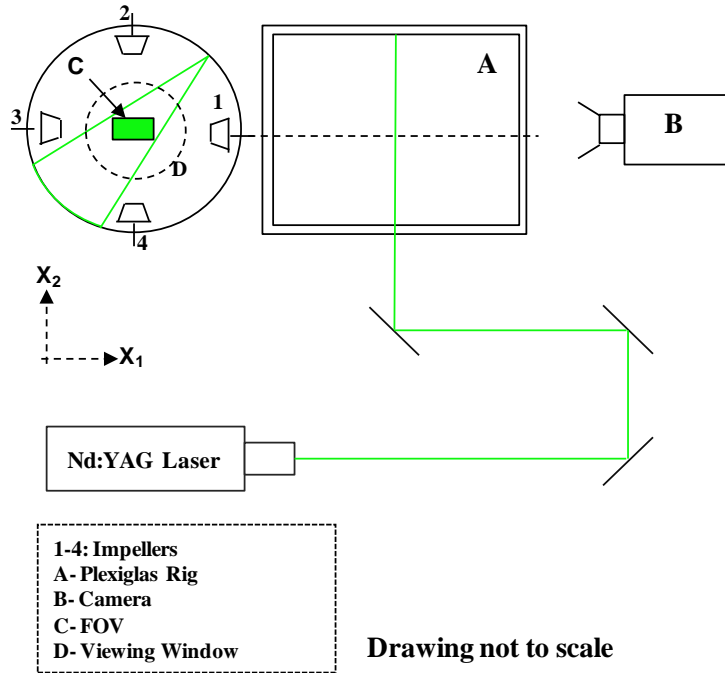 2
C
A
3
1
B
D
4
X2
X1
Nd:YAG Laser
1-4: Impellers
A- Plexiglas Rig
B- Camera
C- FOV
D- Viewing Window
Drawing not to scale